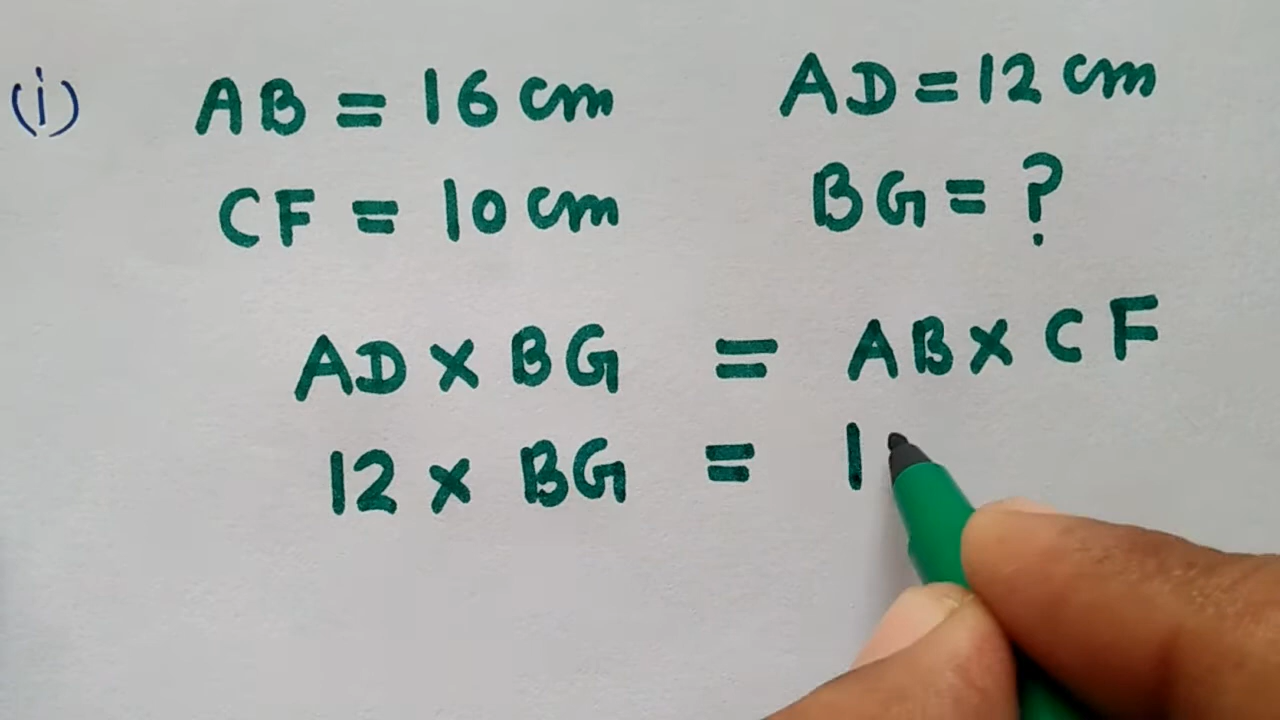 (i) AB = 16 cm AD = 12 cm
CF = 10 cm BG = ?
AD × BG = AB × CF
12 × BG = 1